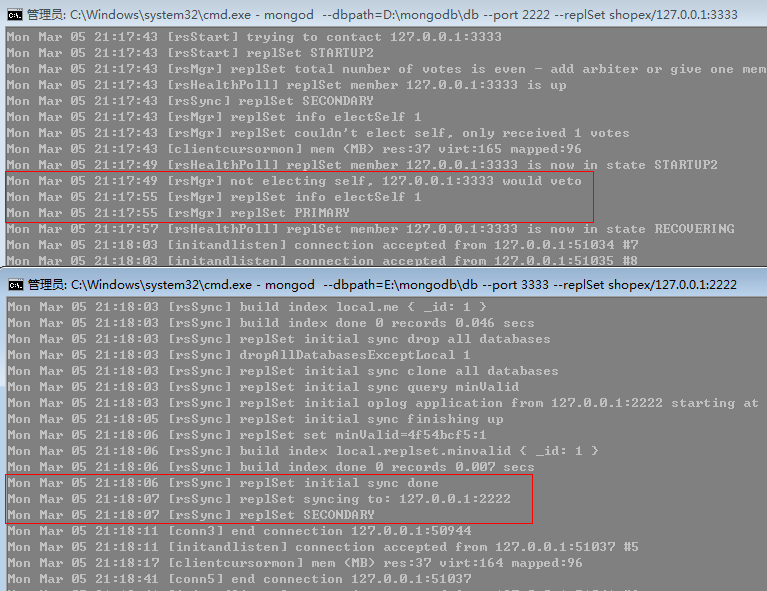 管理员: C:\Windows\system32\cmd.exe - mongod  --dbpath=D:\mongodb\db --port 2222 --replSet shopex/127.0.0.1:3333
Mon Mar 05 21:17:43 [rsStart] trying to contact 127.0.0.1:3333
Mon Mar 05 21:17:43 [rsStart] replSet STARTUP2
Mon Mar 05 21:17:43 [rsMgr] replSet total number of votes is even - add arbiter or give one mem
Mon Mar 05 21:17:43 [rsHealthPoll] replSet member 127.0.0.1:3333 is up
Mon Mar 05 21:17:43 [rsSync] replSet SECONDARY
Mon Mar 05 21:17:43 [rsMgr] replSet info electSelf 1
Mon Mar 05 21:17:43 [rsMgr] replSet couldn't elect self, only received 1 votes
Mon Mar 05 21:17:43 [clientcursormon] mem (MB) res:37 virt:165 mapped:96
Mon Mar 05 21:17:49 [rsHealthPoll] replSet member 127.0.0.1:3333 is now in state STARTUP2
Mon Mar 05 21:17:49 [rsMgr] not electing self, 127.0.0.1:3333 would veto
Mon Mar 05 21:17:55 [rsMgr] replSet info electSelf 1
Mon Mar 05 21:17:55 [rsMgr] replSet PRIMARY
Mon Mar 05 21:17:57 [rsHealthPoll] replSet member 127.0.0.1:3333 is now in state RECOVERING
Mon Mar 05 21:18:03 [initandlisten] connection accepted from 127.0.0.1:51034 #7
Mon Mar 05 21:18:03 [initandlisten] connection accepted from 127.0.0.1:51035 #8
管理员: C:\Windows\system32\cmd.exe - mongod  --dbpath=E:\mongodb\db --port 3333 --replSet shopex/127.0.0.1:2222
Mon Mar 05 21:18:03 [rsSync] build index local.me { _id: 1 }
Mon Mar 05 21:18:03 [rsSync] build index done 0 records 0.046 secs
Mon Mar 05 21:18:03 [rsSync] replSet initial sync drop all databases
Mon Mar 05 21:18:03 [rsSync] dropAllDatabasesExceptLocal 1
Mon Mar 05 21:18:03 [rsSync] replSet initial sync clone all databases
Mon Mar 05 21:18:03 [rsSync] replSet initial sync query minValid
Mon Mar 05 21:18:03 [rsSync] replSet initial oplog application from 127.0.0.1:2222 starting at
Mon Mar 05 21:18:05 [rsSync] replSet initial sync finishing up
Mon Mar 05 21:18:06 [rsSync] replSet set minValid=4f54bcf5:1
Mon Mar 05 21:18:06 [rsSync] build index local.replset.minvalid { _id: 1 }
Mon Mar 05 21:18:06 [rsSync] build index done 0 records 0.007 secs
Mon Mar 05 21:18:06 [rsSync] replSet initial sync done
Mon Mar 05 21:18:07 [rsSync] replSet syncing to: 127.0.0.1:2222
Mon Mar 05 21:18:07 [rsSync] replSet SECONDARY
Mon Mar 05 21:18:11 [conn3] end connection 127.0.0.1:50944
Mon Mar 05 21:18:11 [initandlisten] connection accepted from 127.0.0.1:51037 #5
Mon Mar 05 21:18:17 [clientcursormon] mem (MB) res:37 virt:164 mapped:96
Mon Mar 05 21:18:41 [conn5] end connection 127.0.0.1:51037